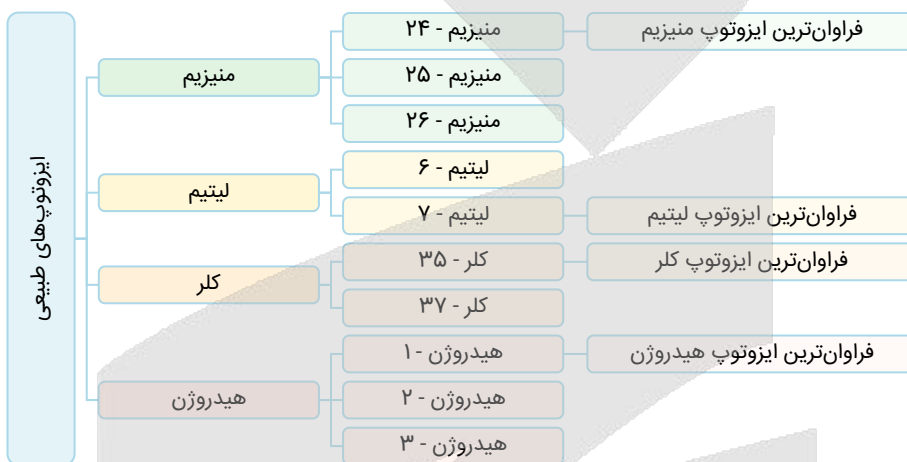 ایزوتوپ‌های طبیعی
منیزیم
منیزیم - ۲۴
فراوان‌ترین ایزوتوپ منیزیم
منیزیم - ۲۵
منیزیم - ۲۶
لیتیم
لیتیم - ۶
لیتیم - ۷
فراوان‌ترین ایزوتوپ لیتیم
کلر
کلر - ۳۵
فراوان‌ترین ایزوتوپ کلر
کلر - ۳۷
هیدروژن
هیدروژن - ۱
فراوان‌ترین ایزوتوپ هیدروژن
هیدروژن - ۲
هیدروژن - ۳